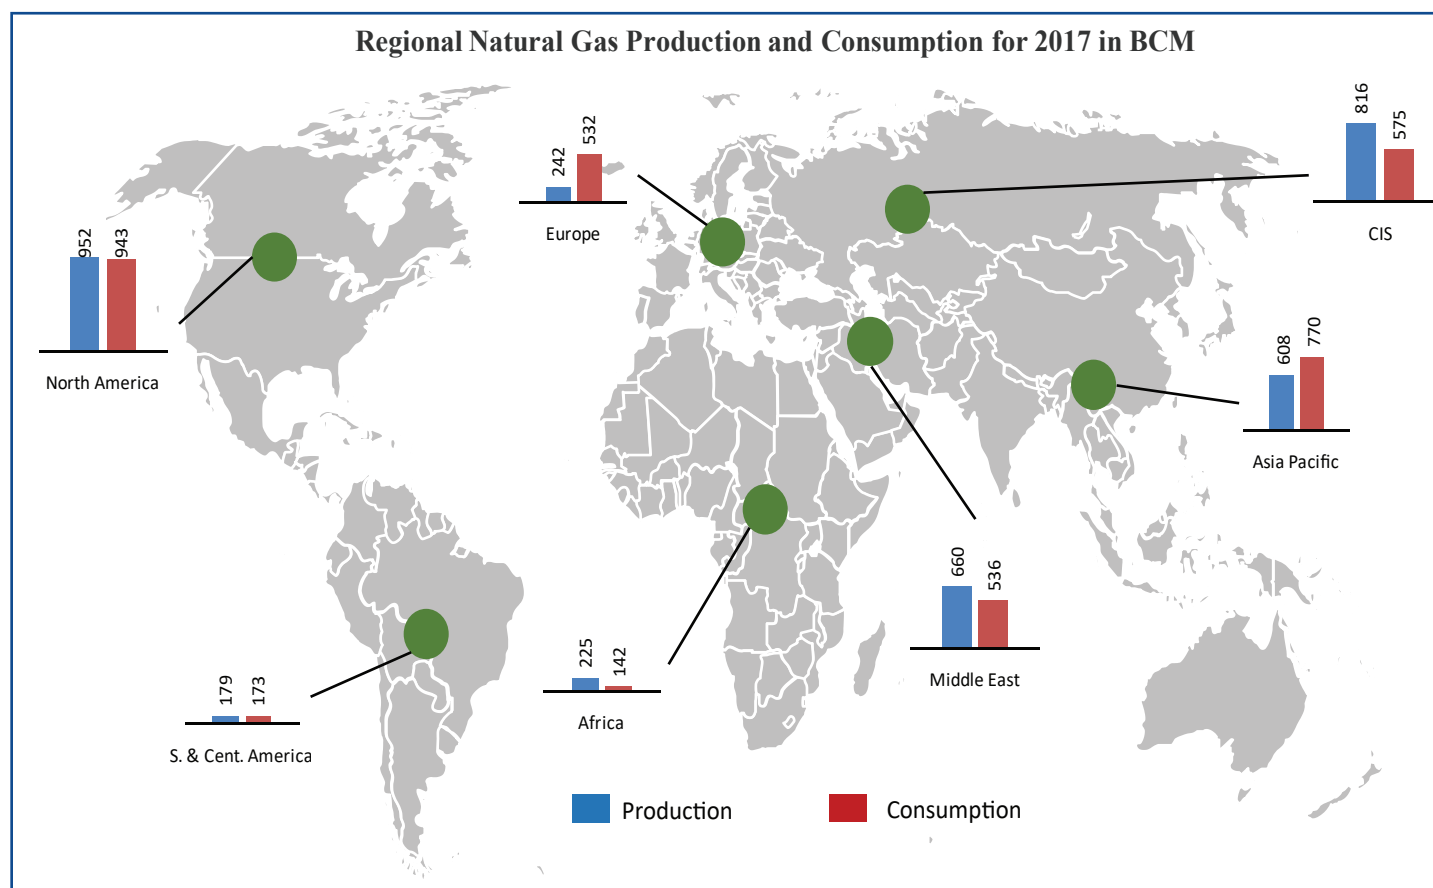 Regional Natural Gas Production and Consumption for 2017 in BCM
952 943
North America
242 532
Europe
816 575
CIS
608 770
Asia Pacific
660 536
Middle East
225 142
Africa
179 173
S. & Cent. America
Production Consumption